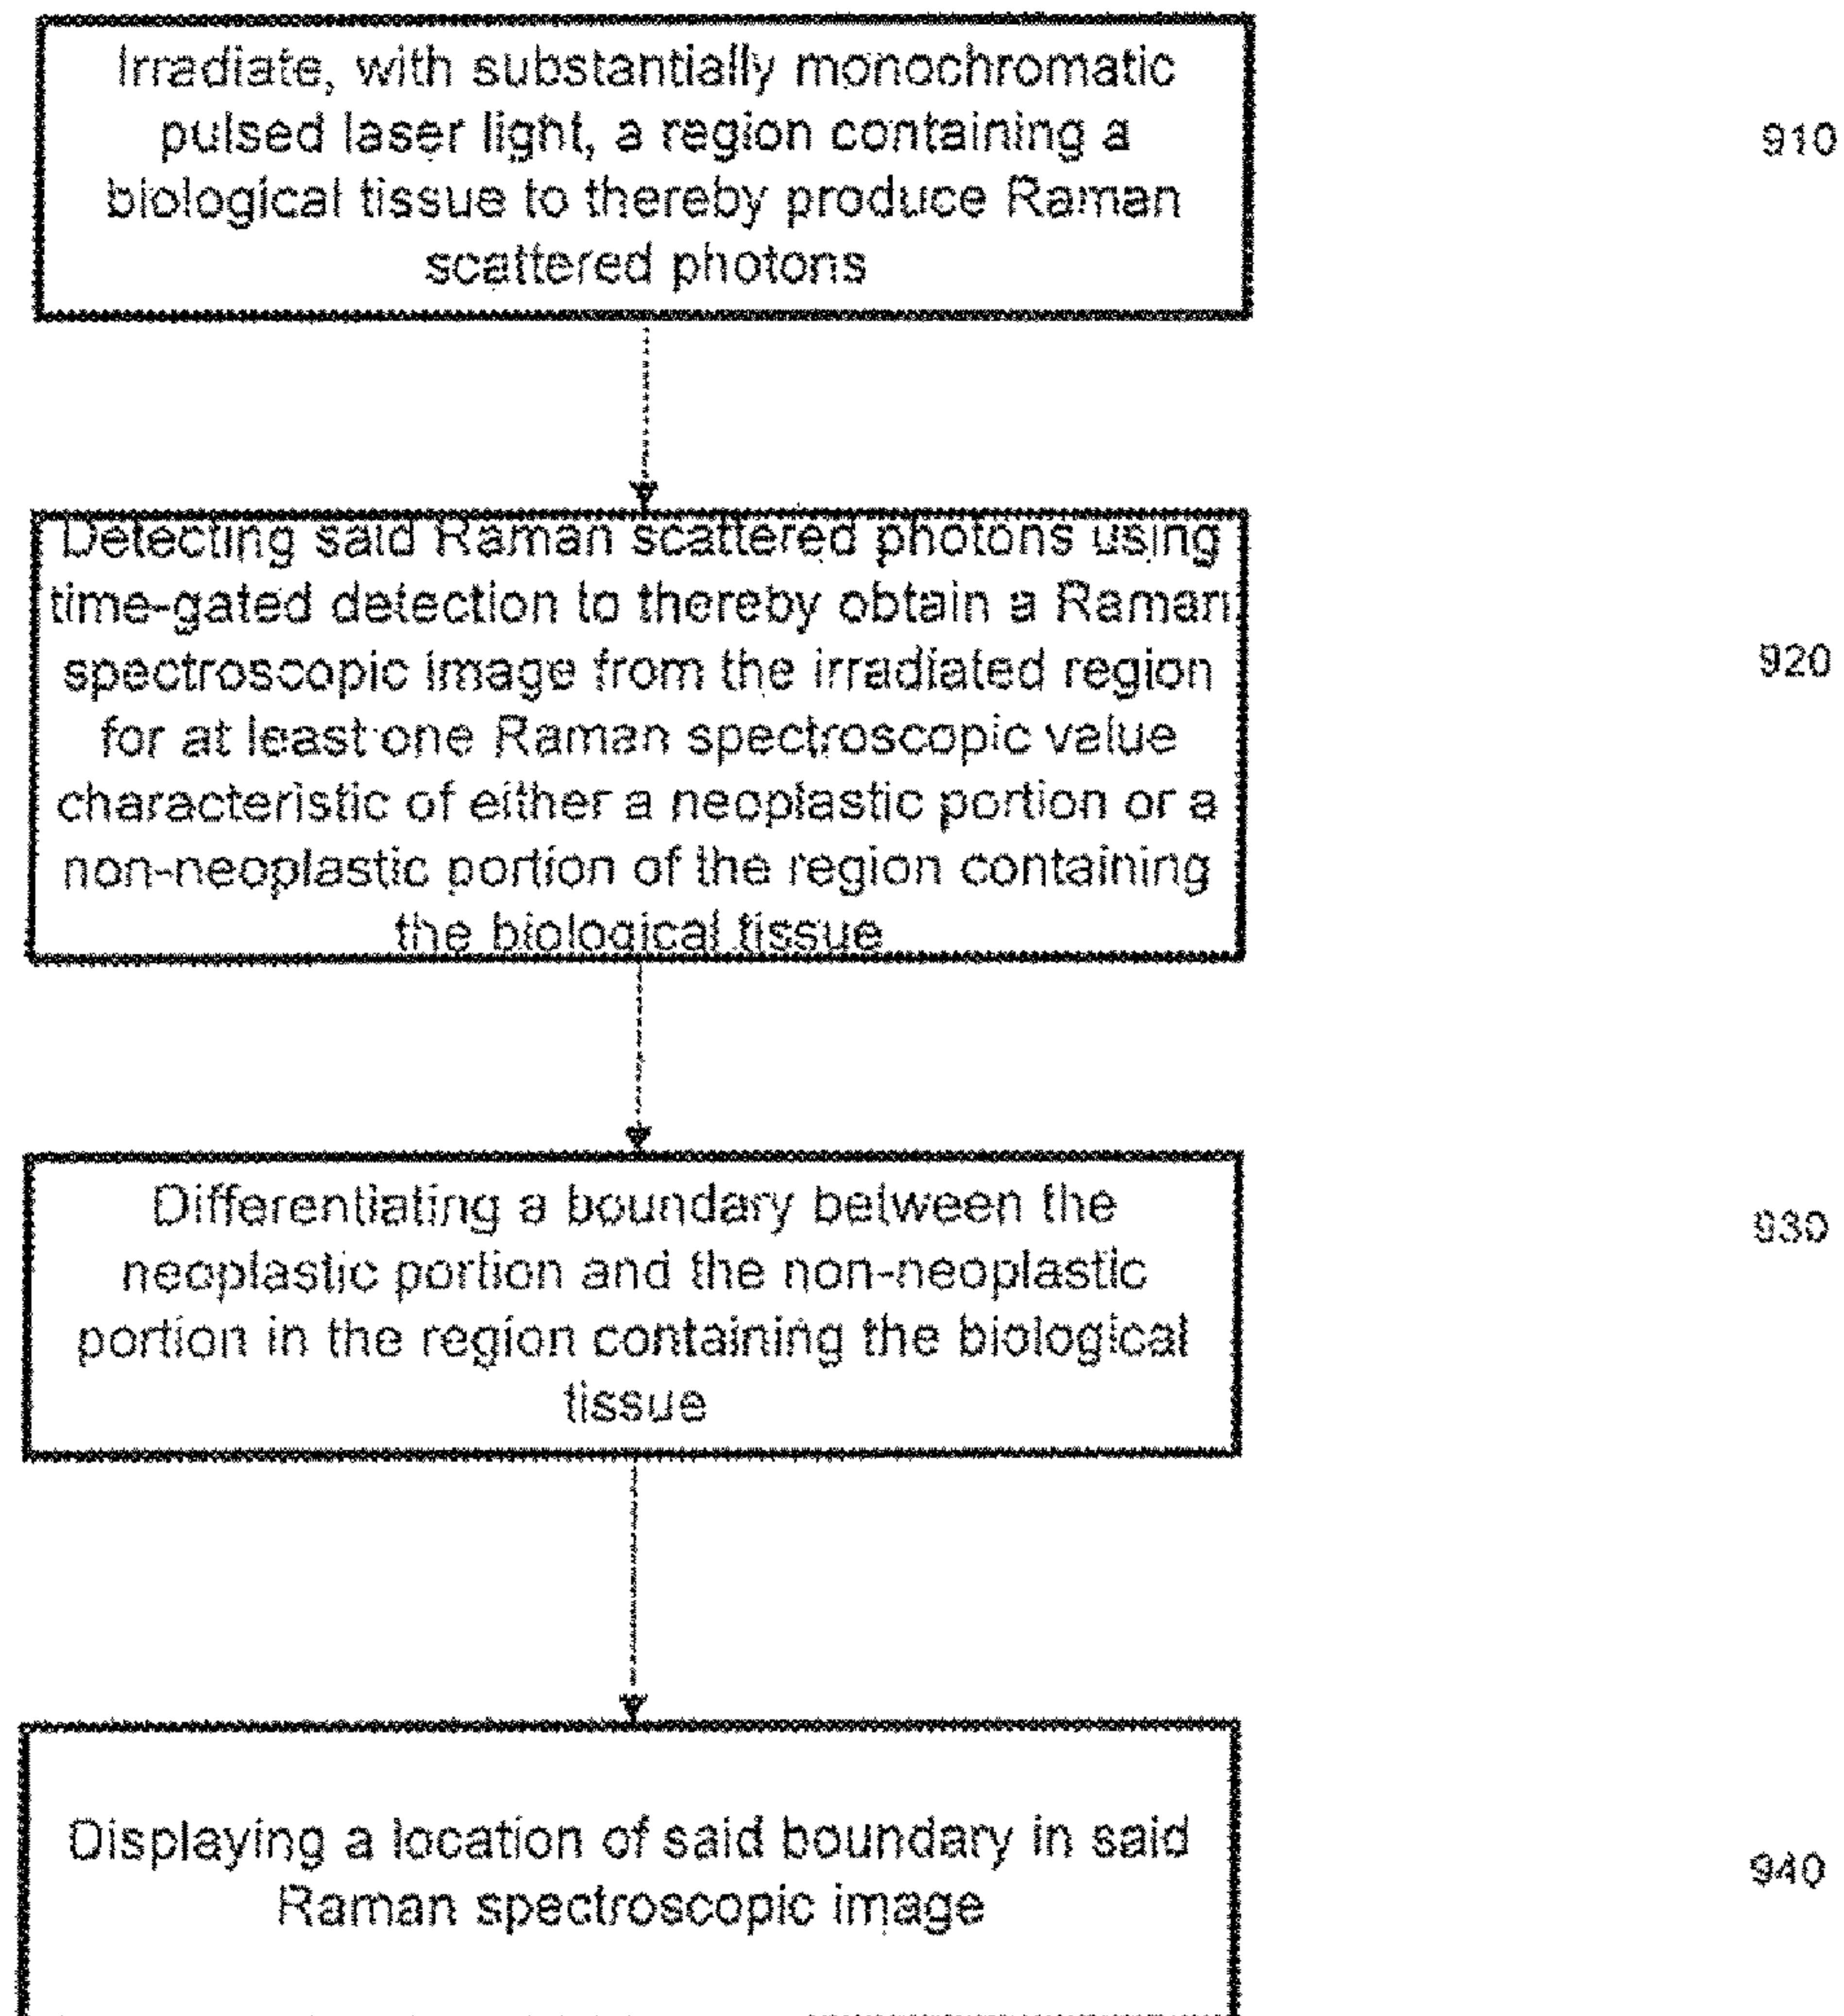 Irradiate, with substantially monochromatic
pulsed laser light, a region containing a
biological tissue to thereby produce Raman
scattered photons
910
Detecting said Raman scattered photons using
time-gated detection to thereby obtain a Raman
spectroscopic image from the irradiated region
for at least one Raman spectroscopic value
characteristic of either a neoplastic portion or a
non-neoplastic portion of the region containing
the biological tissue
920
Differentiating a boundary between the
neoplastic portion and the non-neoplastic
portion in the region containing the biological
tissue
930
Displaying a location of said boundary in said
Raman spectroscopic image
940